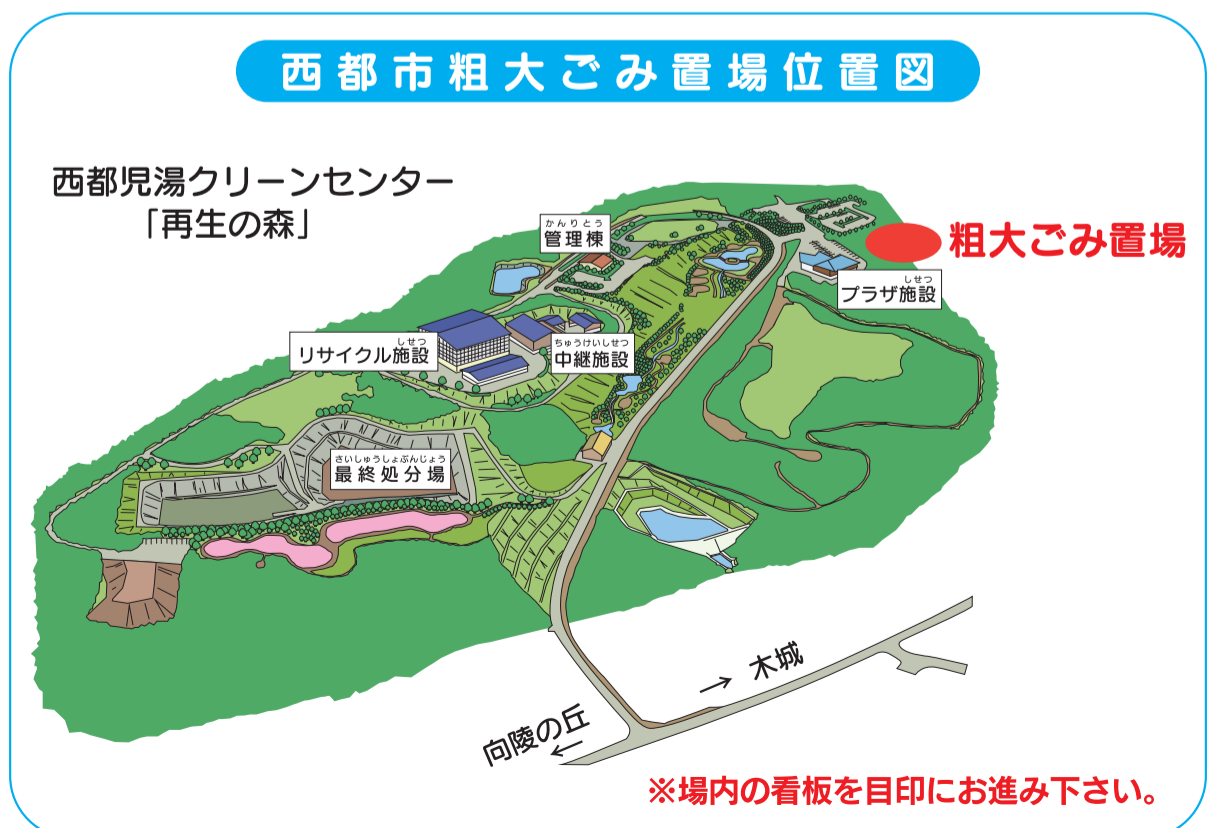 西都市粗大ごみ置場位置図
西都児湯クリーンセンター
「再生の森」
かんりとう
管理棟
粗大ごみ置場
しせつ
プラザ施設
しせつ
リサイクル施設
ちゅうけいしせつ
中継施設
さいしゅうしょぶんじょう
最終処分場
→ 木城
向陵の丘
←
※場内の看板を目印にお進み下さい。